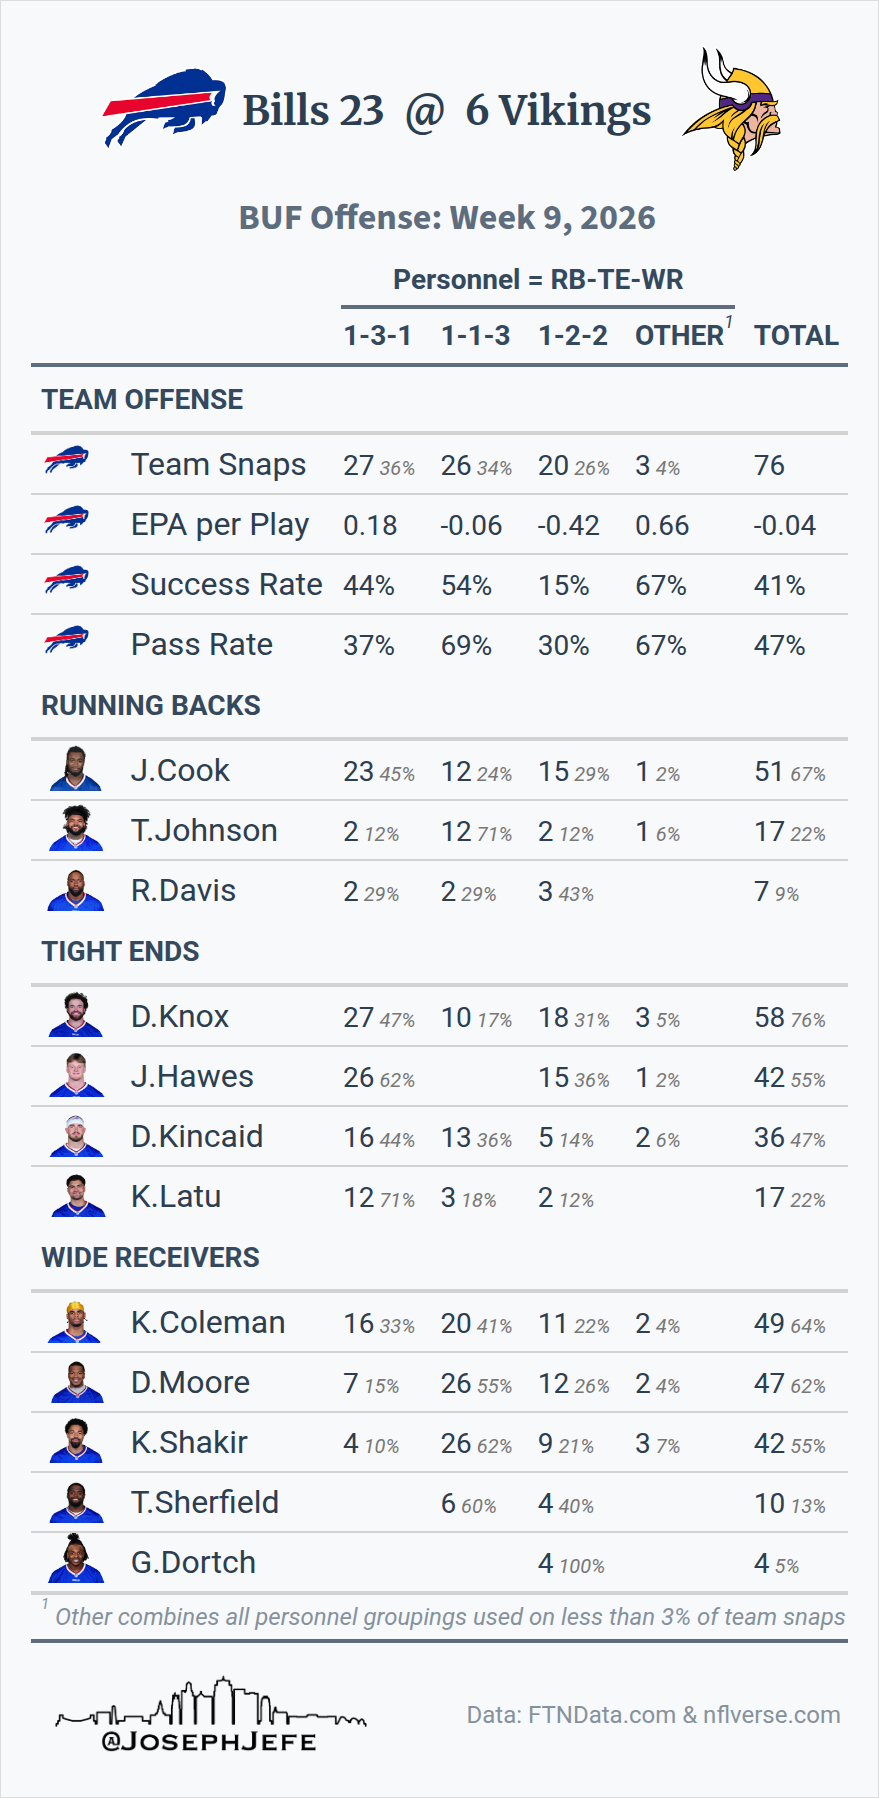 Bills 23 @ 6 Vikings
BUF Offense: Week 9, 2026
Personnel = RB-TE-WR
1-3-1 1-1-3 1-2-2 OTHER¹ TOTAL
TEAM OFFENSE
Team Snaps 27 36% 26 34% 20 26% 3 4% 76
EPA per Play 0.18 -0.06 -0.42 0.66 -0.04
Success Rate 44% 54% 15% 67% 41%
Pass Rate 37% 69% 30% 67% 47%
RUNNING BACKS
J.Cook 23 45% 12 24% 15 29% 1 2% 51 67%
T.Johnson 2 12% 12 71% 2 12% 1 6% 17 22%
R.Davis 2 29% 2 29% 3 43% 7 9%
TIGHT ENDS
D.Knox 27 47% 10 17% 18 31% 3 5% 58 76%
J.Hawes 26 62% 15 36% 1 2% 42 55%
D.Kincaid 16 44% 13 36% 5 14% 2 6% 36 47%
K.Latu 12 71% 3 18% 2 12% 17 22%
WIDE RECEIVERS
K.Coleman 16 33% 20 41% 11 22% 2 4% 49 64%
D.Moore 7 15% 26 55% 12 26% 2 4% 47 62%
K.Shakir 4 10% 26 62% 9 21% 3 7% 42 55%
T.Sherfield 6 60% 4 40% 10 13%
G.Dortch 4 100% 4 5%
¹ Other combines all personnel groupings used on less than 3% of team snaps
@JOSEPHJEFE
Data: FTNData.com & nflverse.com